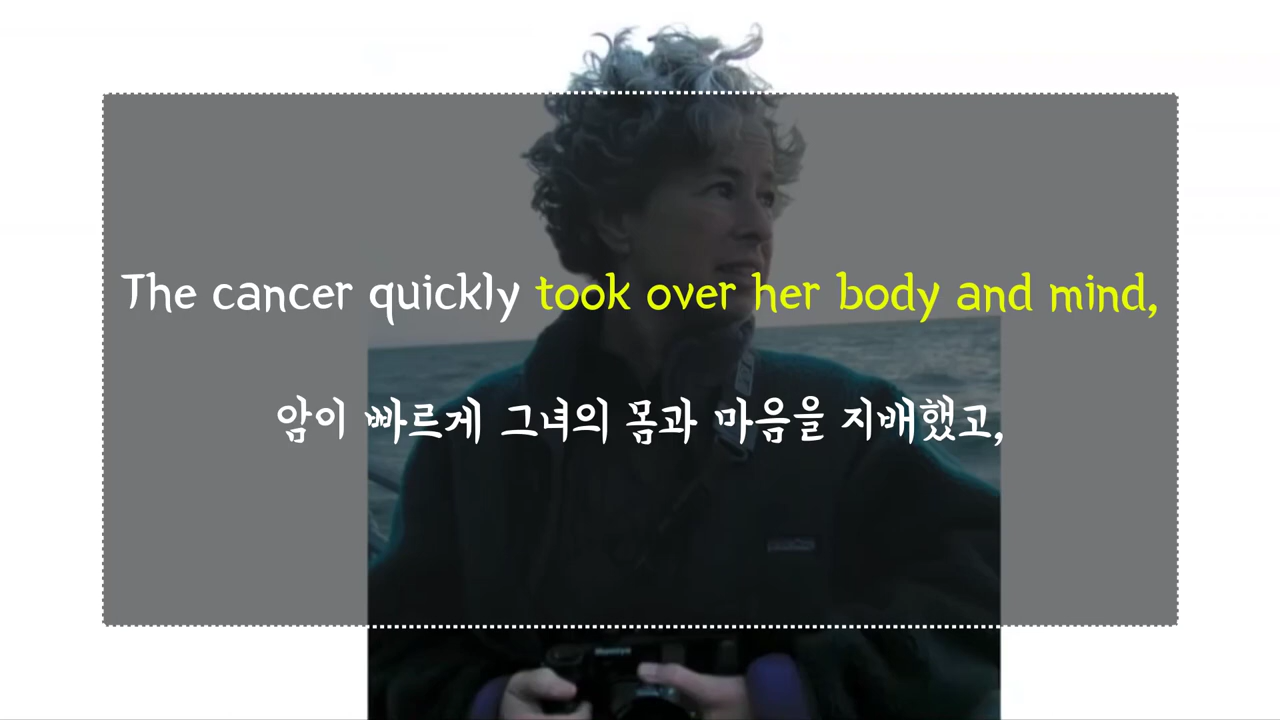 The cancer quickly took over her body and mind,
암이 빠르게 그녀의 몸과 마음을 지배했고,